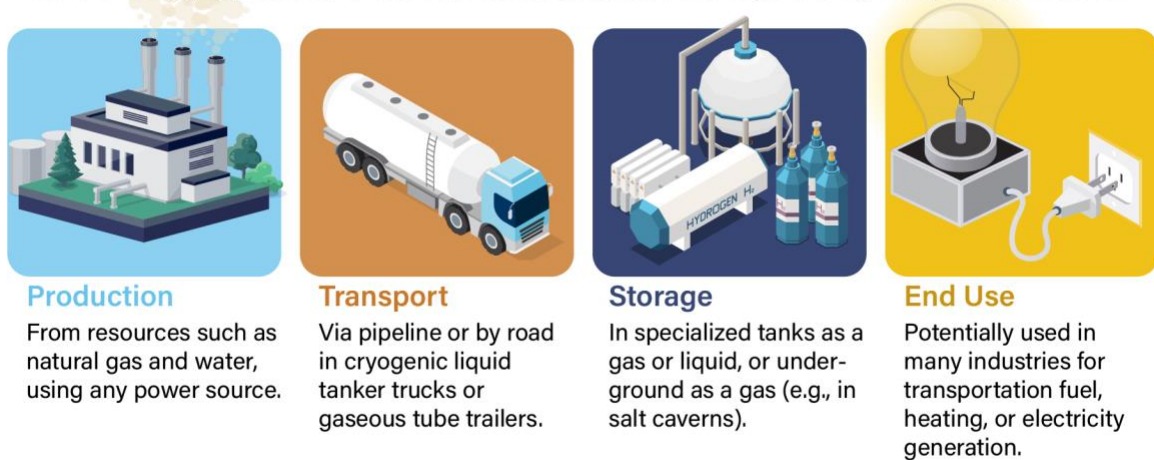 HYDROGEN H₂
Production
From resources such as
natural gas and water,
using any power source.
Transport
Via pipeline or by road
in cryogenic liquid
tanker trucks or
gaseous tube trailers.
Storage
In specialized tanks as a
gas or liquid, or under-
ground as a gas (e.g., in
salt caverns).
End Use
Potentially used in
many industries for
transportation fuel,
heating, or electricity
generation.